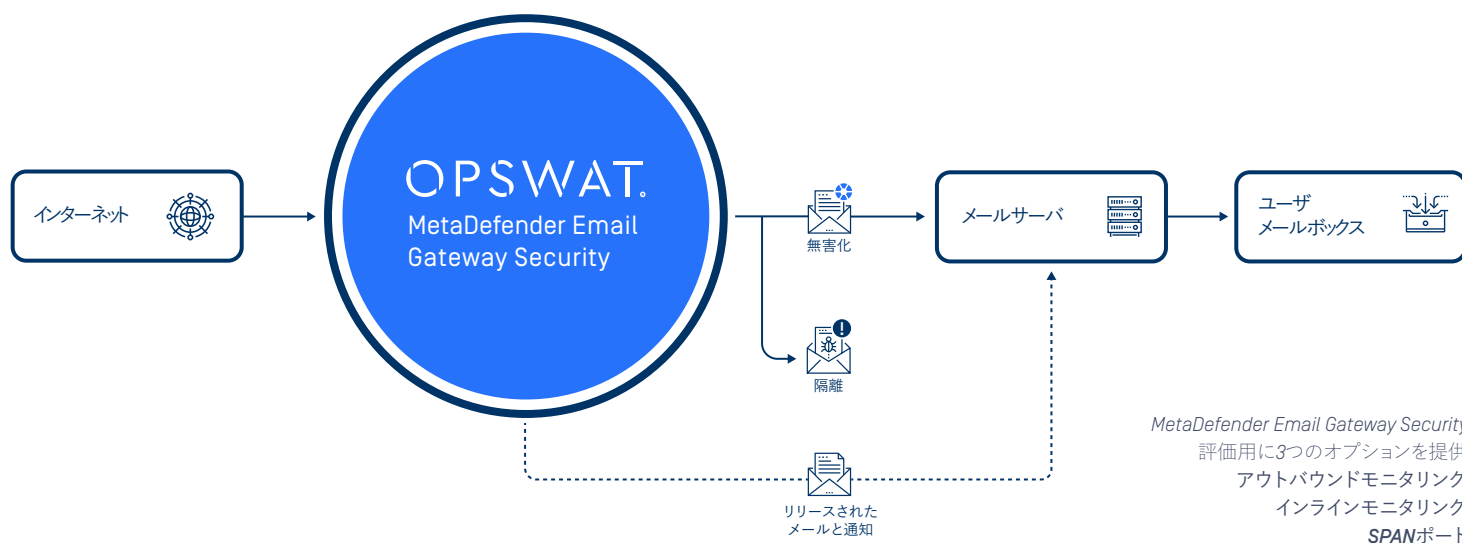 インターネット
OPSWAT.
MetaDefender Email
Gateway Security
無害化
隔離
リリースされた
メールと通知
メールサーバ
ユーザ
メールボックス
MetaDefender Email Gateway Security
評価用に3つのオプションを提供
アウトバウンドモニタリング
インラインモニタリング
SPANポート